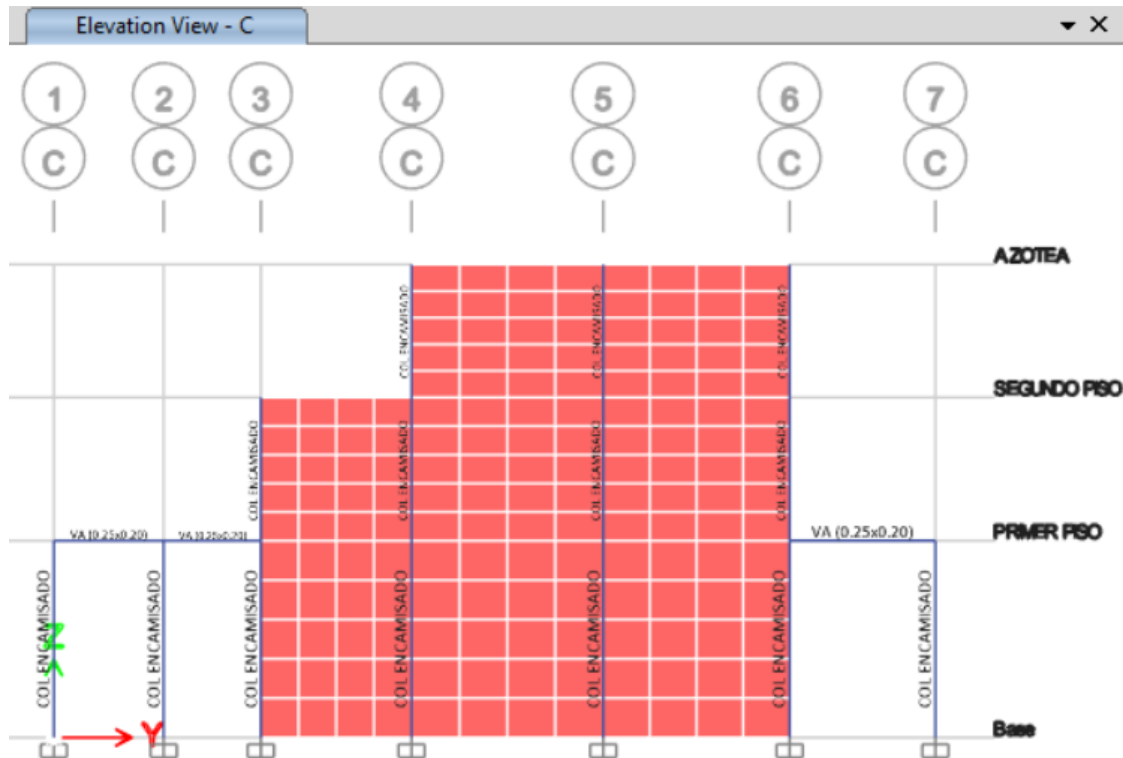 Elevation View - C
1 2 3 4 5 6 7
C C C C C C C
AZOTEA
COL ENCAMISADO COL ENCAMISADO COL ENCAMISADO
SEGUNDO PISO
COL ENCAMISADO COL ENCAMISADO COL ENCAMISADO COL ENCAMISADO
VA (0.25x0.20) VA (0.25x0.20) VA (0.25x0.20)
PRIMER PISO
COL ENCAMISADO COL ENCAMISADO COL ENCAMISADO COL ENCAMISADO COL ENCAMISADO COL ENCAMISADO COL ENCAMISADO
Z
Y
Base